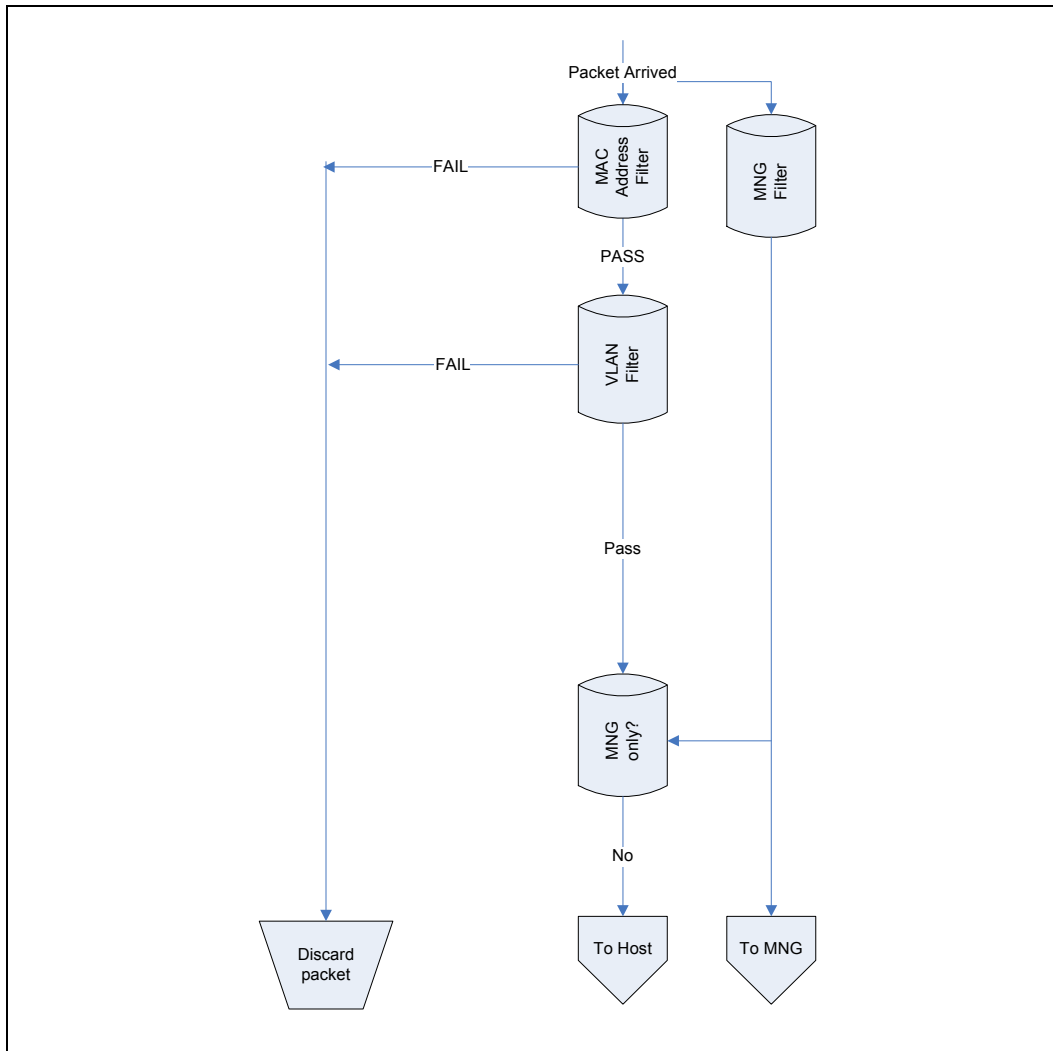 Packet Arrived
MAC
Address
Filter
MNG
Filter
FAIL
PASS
VLAN
Filter
FAIL
Pass
MNG
only?
No
Discard
packet
To Host
To MNG